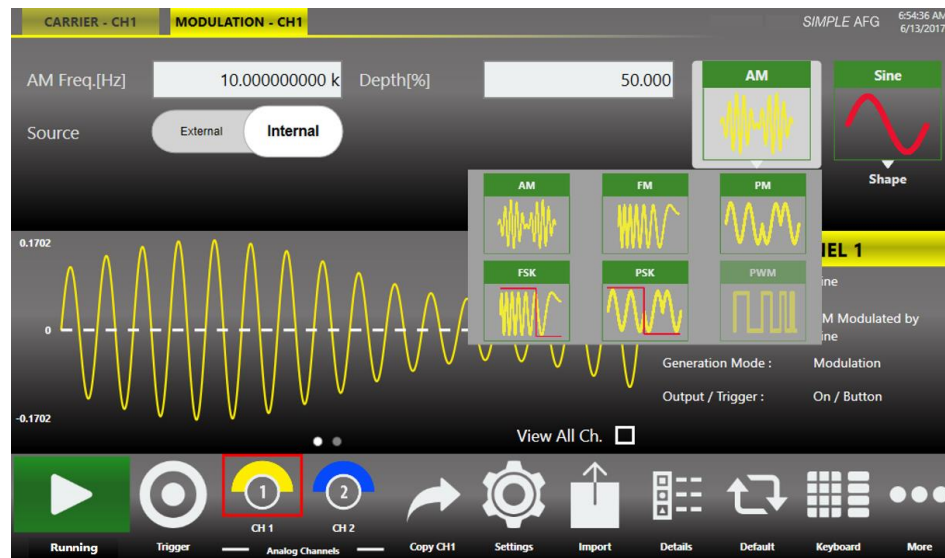 CARRIER - CH1
MODULATION - CH1
SIMPLE AFG
6:54:36 AM
6/13/2017
AM Freq.[Hz]
10.000000000 k
Depth[%]
50.000
AM
Sine
Source
External
Internal
Shape
AM
FM
PM
FSK
PSK
PWM
0.1702
0
-0.1702
1
M Modulated by
Generation Mode :
Modulation
Output / Trigger :
On / Button
View All Ch.
1
2
CH 1
CH 2
Running
Trigger
Analog Channels
Copy CH1
Settings
Import
Details
Default
Keyboard
More